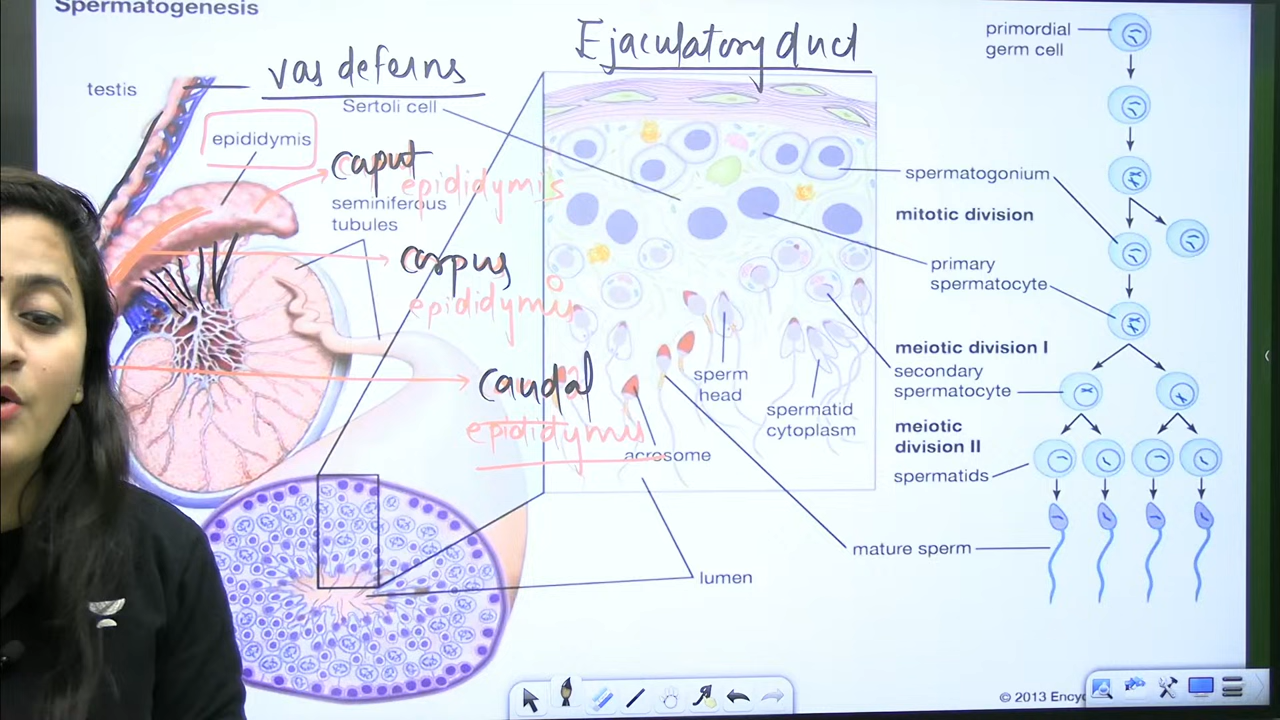 Spermatogenesis
testis
vas deferns
Ejaculatory duct
Sertoli cell
epididymis
caput
epididymis
seminiferous
tubules
corpus
epididymis
caudal
epididymis
sperm
head
spermatid
cytoplasm
acrosome
lumen
primordial
germ cell
spermatogonium
mitotic division
primary
spermatocyte
meiotic division I
secondary
spermatocyte
meiotic
division II
spermatids
mature sperm
© 2013 Encyc